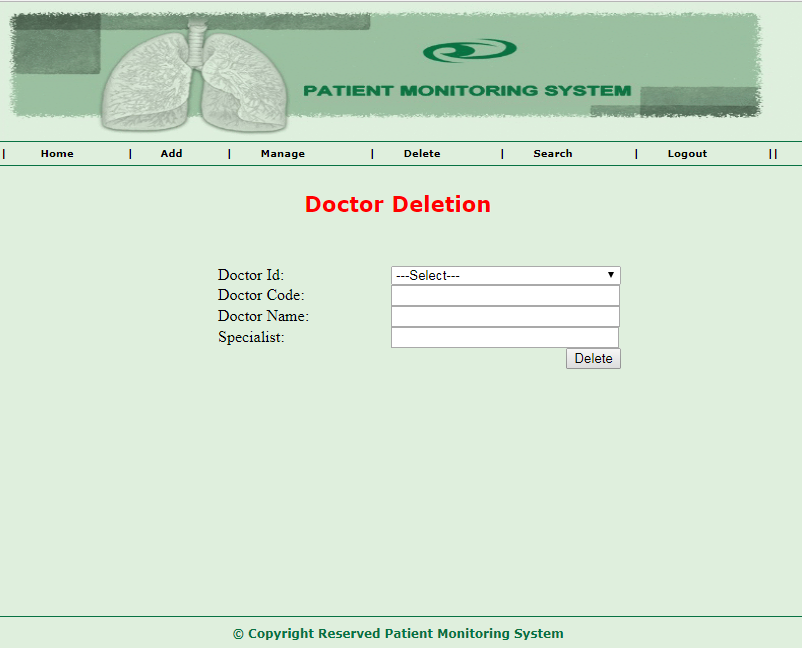 PATIENT MONITORING SYSTEM
| Home | Add | Manage | Delete | Search | Logout ||
Doctor Deletion
Doctor Id: ---Select---
Doctor Code:
Doctor Name:
Specialist:
Delete
© Copyright Reserved Patient Monitoring System